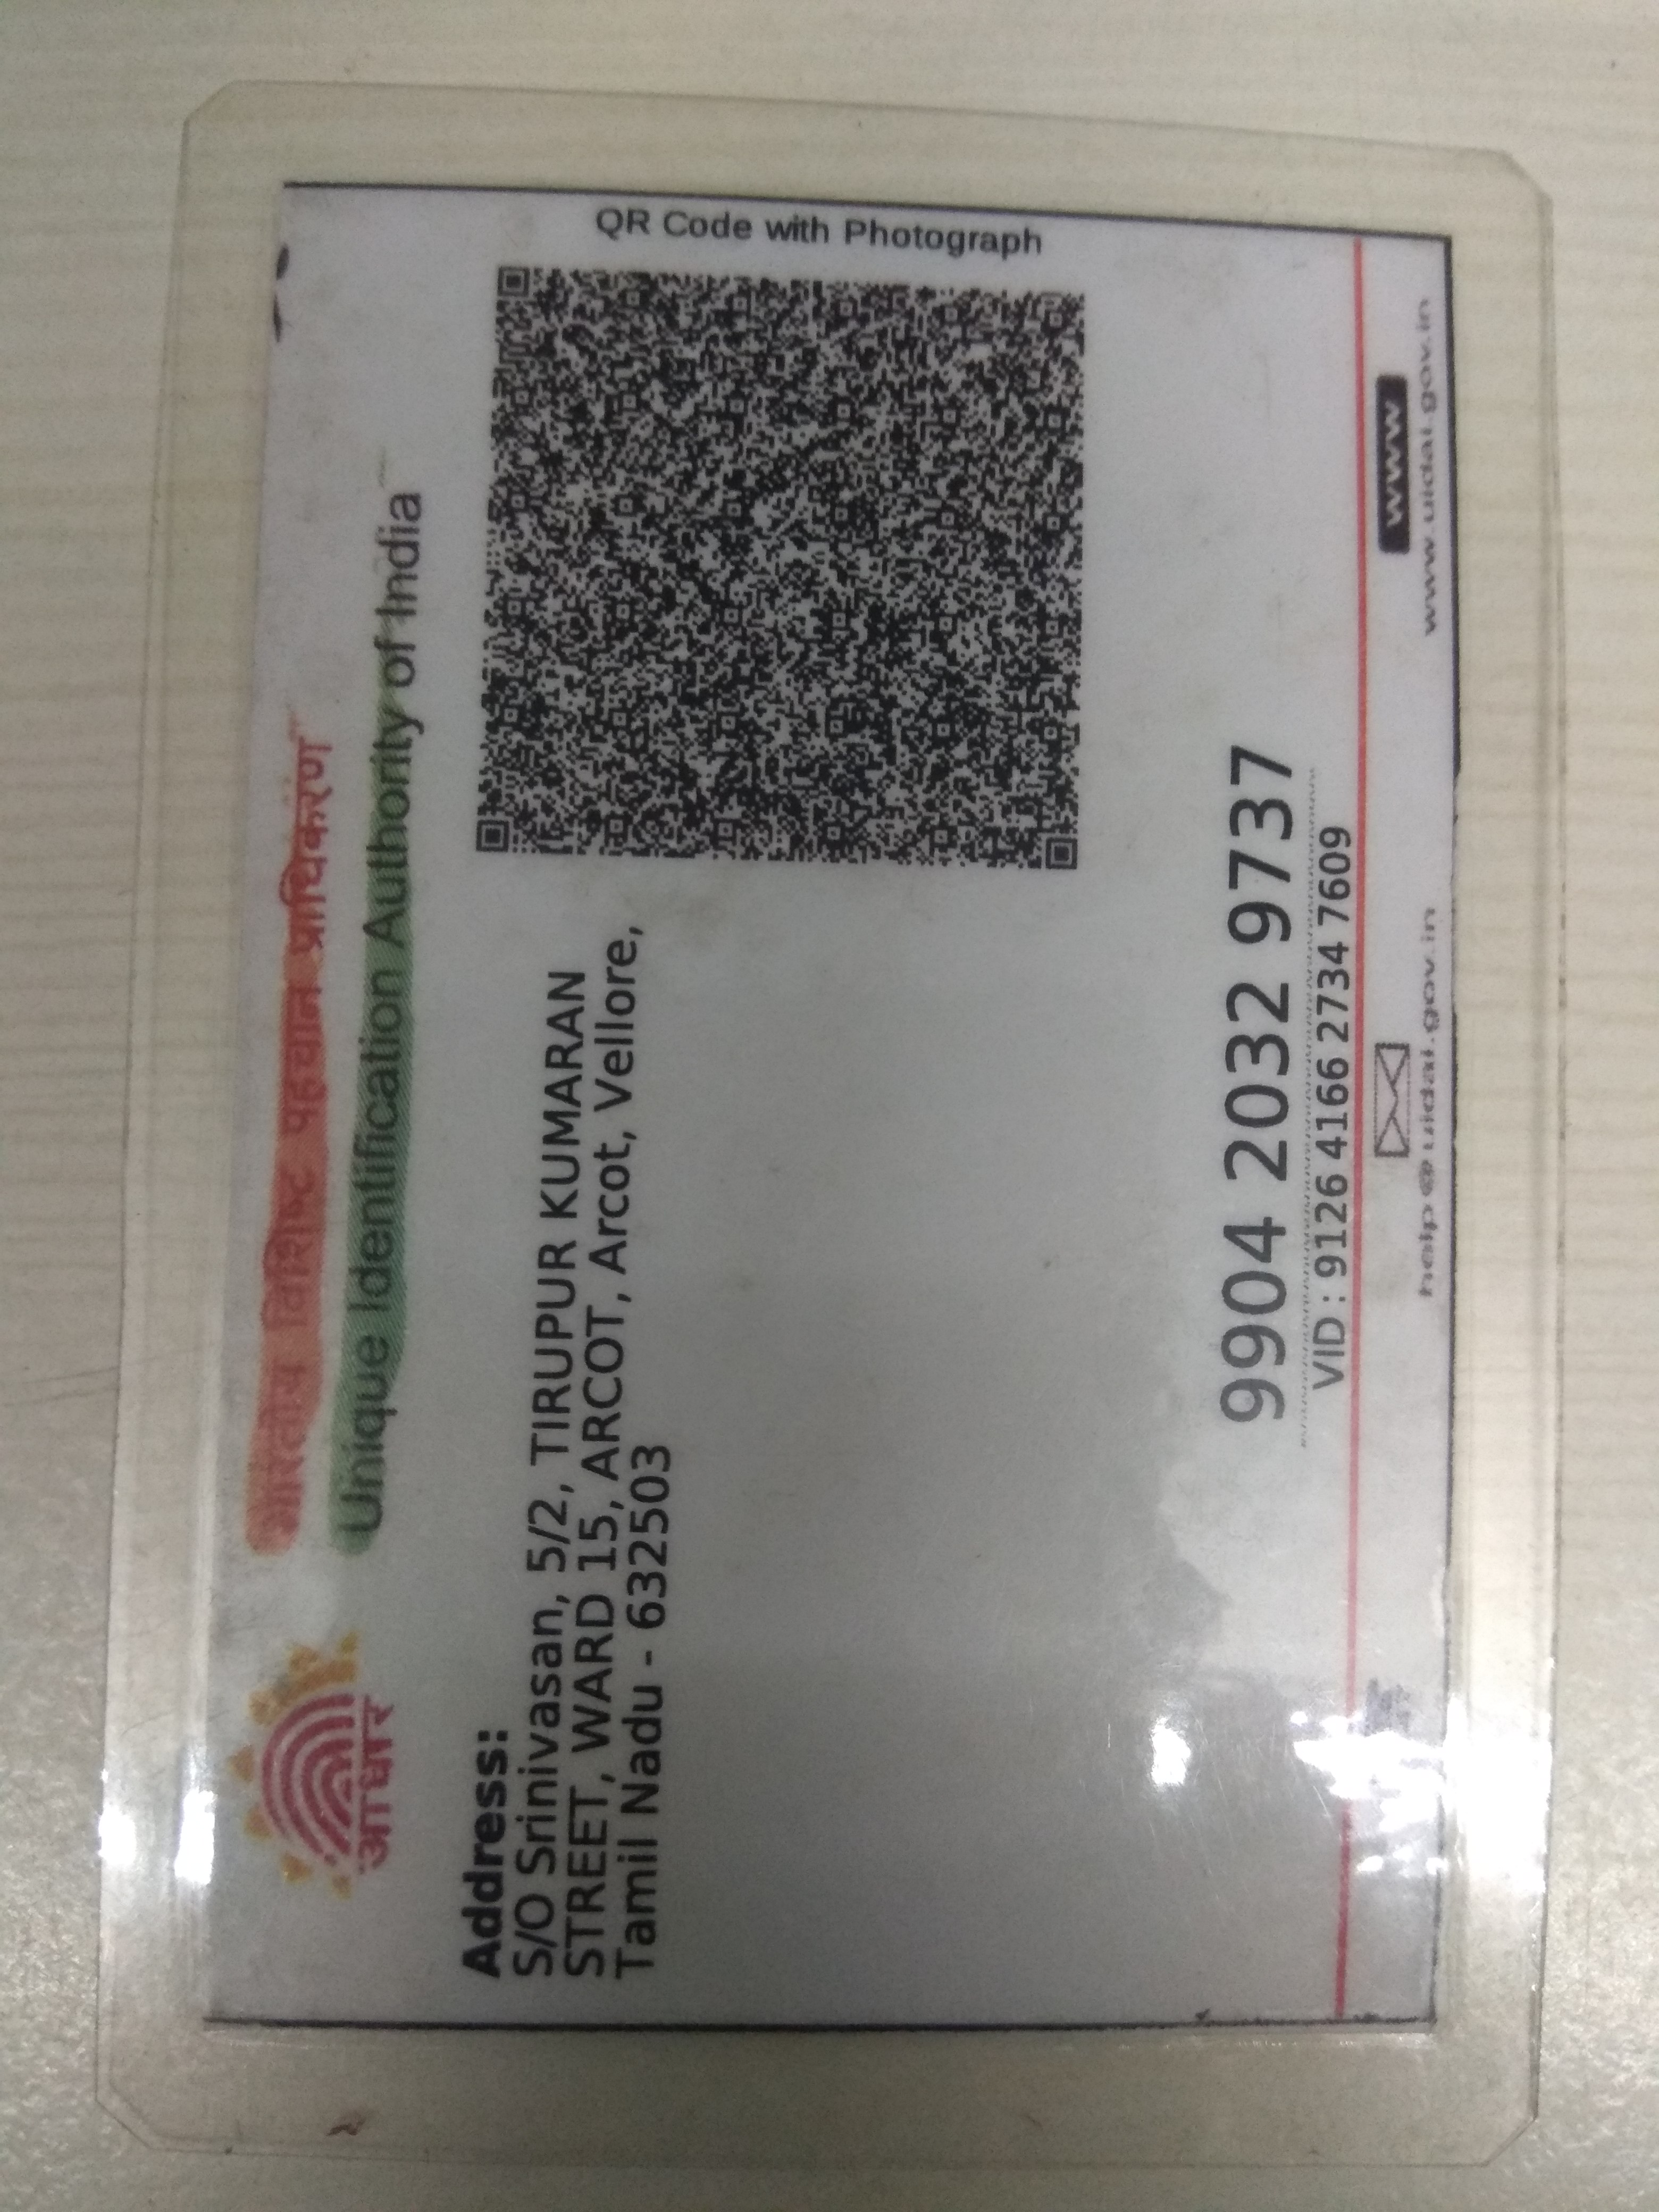 आधार
भारतीय विशिष्ट पहचान प्राधिकरण
Unique Identification Authority of India
Address:
S/O Srinivasan, 5/2, TIRUPUR KUMARAN
STREET, WARD 15, ARCOT, Arcot, Vellore,
Tamil Nadu - 632503
QR Code with Photograph
9904 2032 9737
VID : 9126 4166 2734 7609
www
help@uidai.gov.in
www.uidai.gov.in